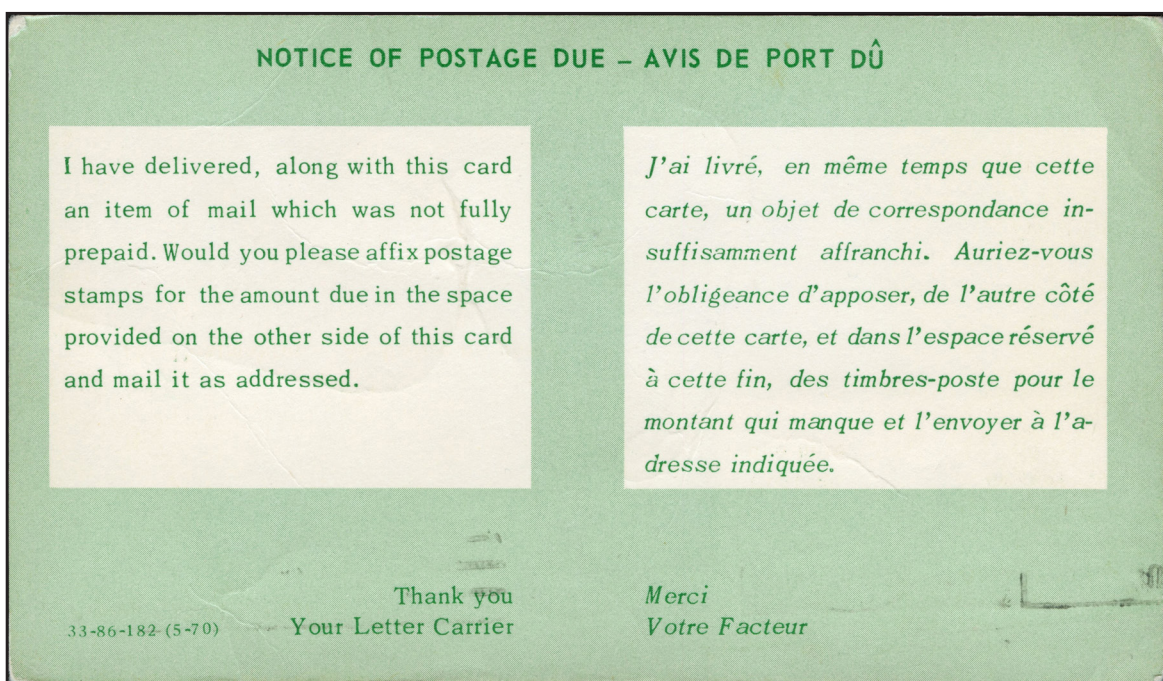 NOTICE OF POSTAGE DUE – AVIS DE PORT DÛ
I have delivered, along with this card
an item of mail which was not fully
prepaid. Would you please affix postage
stamps for the amount due in the space
provided on the other side of this card
and mail it as addressed.
J'ai livré, en même temps que cette
carte, un objet de correspondance in-
suffisamment affranchi. Auriez-vous
l'obligeance d'apposer, de l'autre côté
de cette carte, et dans l'espace réservé
à cette fin, des timbres-poste pour le
montant qui manque et l'envoyer à l'a-
dresse indiquée.
Thank you
Your Letter Carrier
33-86-182 (5-70)
Merci
Votre Facteur